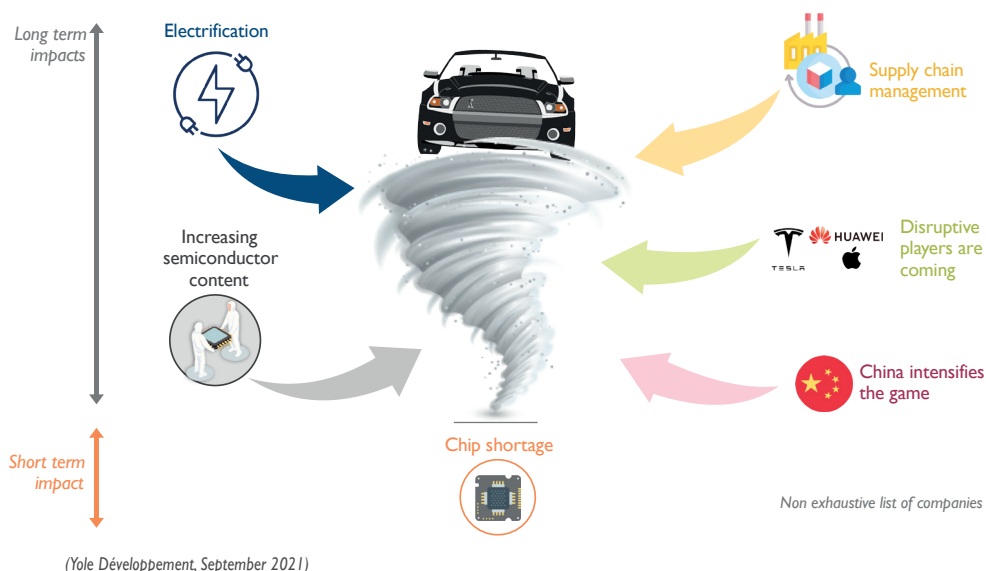 Long term
impacts
Electrification
Supply chain
management
Increasing
semiconductor
content
TESLA
HUAWEI
Disruptive
players are
coming
China intensifies
the game
Chip shortage
Short term
impact
Non exhaustive list of companies
(Yole Développement, September 2021)